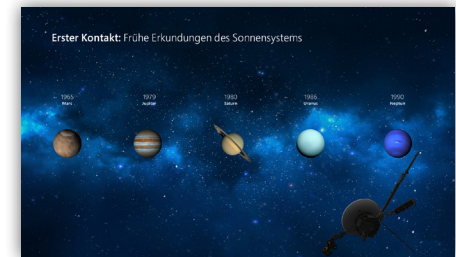 Erster Kontakt: Frühe Erkundungen des Sonnensystems
1965
Mars
1979
Jupiter
1980
Saturn
1986
Uranus
1990
Neptun